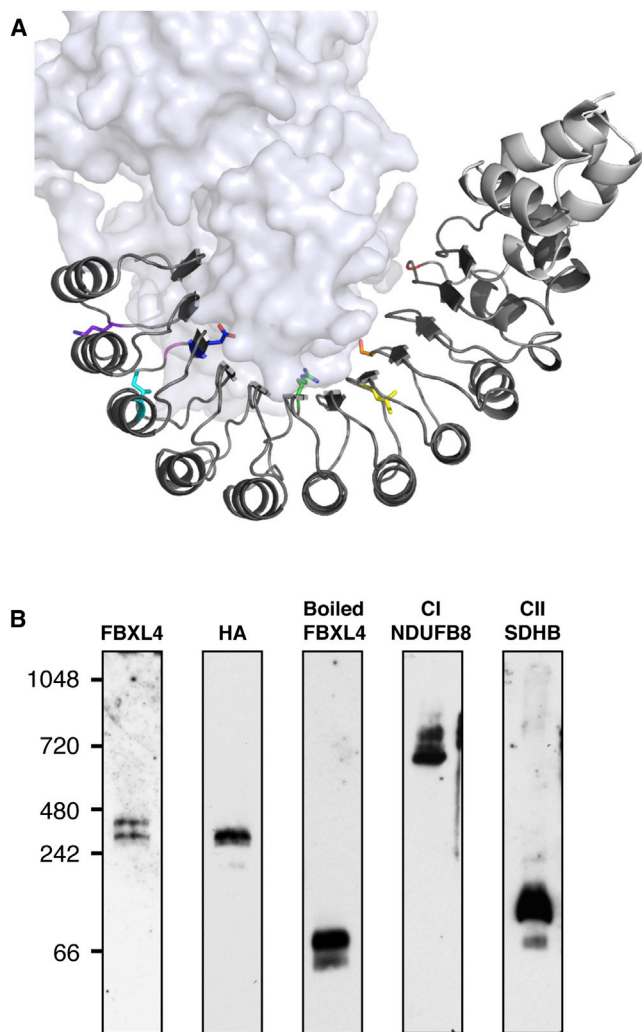 A
B
FBXL4
HA
Boiled
FBXL4
CI
NDUFB8
CII
SDHB
1048
720
480
242
66